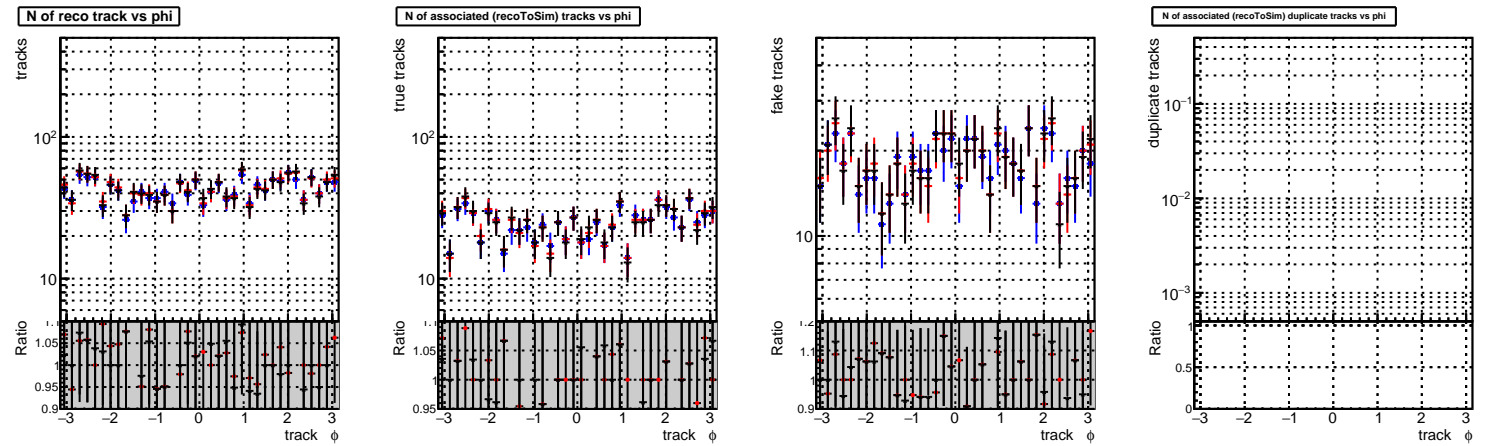 N of reco track vs phi
tracks
10²
10
Ratio
1.1
1.05
1
0.95
0.9
−3 −2 −1 0 1 2 3
track ϕ
N of associated (recoToSim) tracks vs phi
true tracks
10²
10
Ratio
1.1
1.05
1
0.95
−3 −2 −1 0 1 2 3
track ϕ
fake tracks
10
Ratio
1.2
1.1
1
0.9
−3 −2 −1 0 1 2 3
track ϕ
N of associated (recoToSim) duplicate tracks vs phi
duplicate tracks
10⁻¹
10⁻²
10⁻³
Ratio
1
0.5
0
−3 −2 −1 0 1 2 3
track ϕ